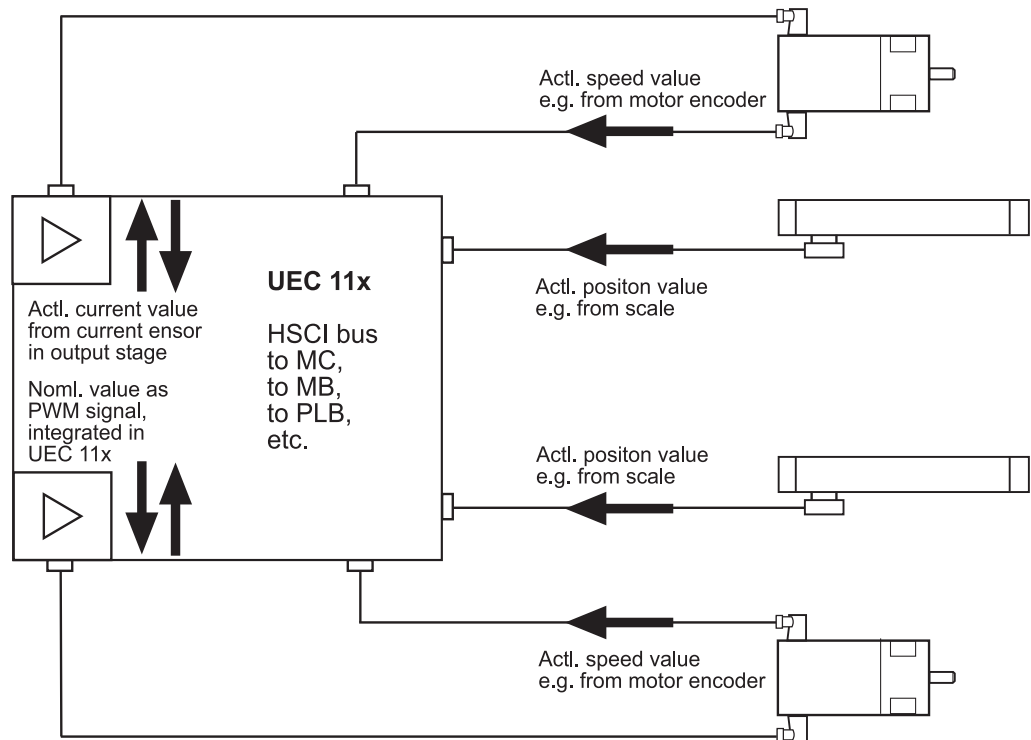 Actl. speed value
e.g. from motor encoder
Actl. current value
from current ensor
in output stage
Noml. value as
PWM signal,
integrated in
UEC 11x
UEC 11x
HSCI bus
to MC,
to MB,
to PLB,
etc.
Actl. positon value
e.g. from scale
Actl. positon value
e.g. from scale
Actl. speed value
e.g. from motor encoder